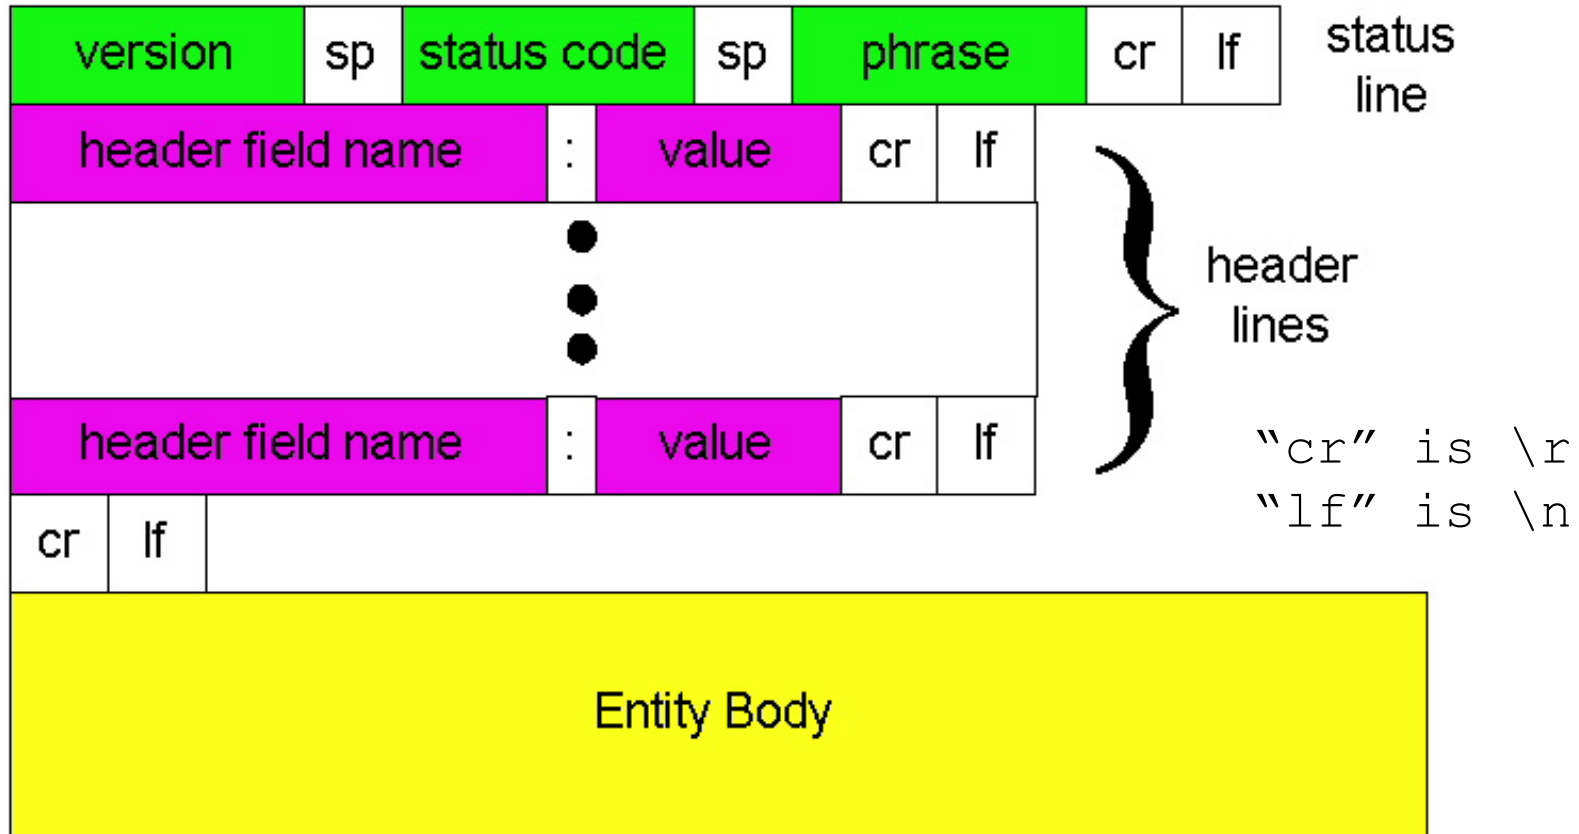 version sp status code sp phrase cr lf
status
line
header field name : value cr lf
header
lines
header field name : value cr lf
“cr” is \r
“lf” is \n
cr lf
Entity Body